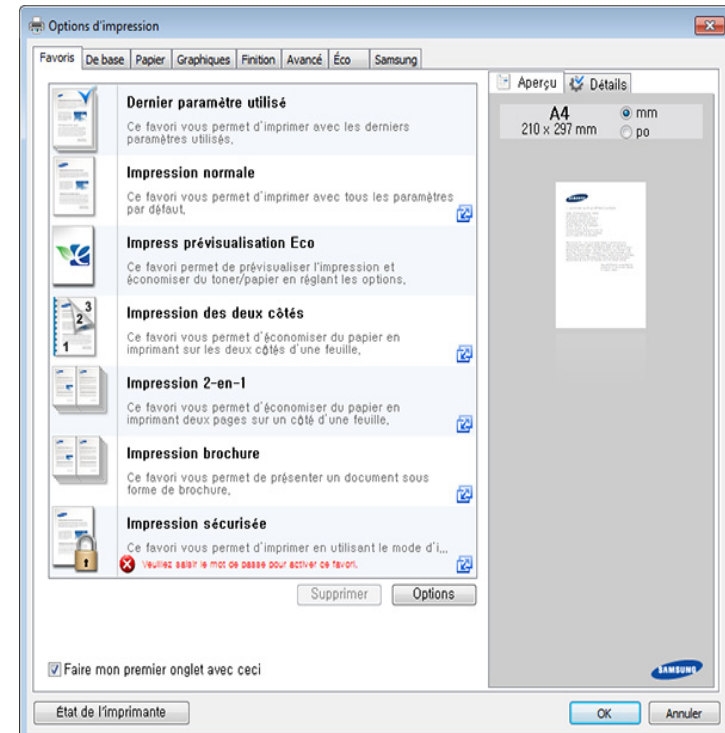 Options d'impression
Favoris De base Papier Graphiques Finition Avancé Éco Samsung
Dernier paramètre utilisé
Ce favori vous permet d'imprimer avec les derniers
paramètres utilisés.
Impression normale
Ce favori vous permet d'imprimer avec tous les paramètres
par défaut.
Impress prévisualisation Eco
Ce favori permet de prévisualiser l'impression et
économiser du toner/papier en réglant les options.
3
2
1
Impression des deux côtés
Ce favori vous permet d'économiser du papier en
imprimant sur les deux côtés d'une feuille.
Impression 2-en-1
Ce favori vous permet d'économiser du papier en
imprimant deux pages sur un côté d'une feuille.
Impression brochure
Ce favori vous permet de présenter un document sous
forme de brochure.
Impression sécurisée
Ce favori vous permet d'imprimer en utilisant le mode d'i...
Veuillez saisir le mot de passe pour activer ce favori.
Supprimer Options
Faire mon premier onglet avec ceci
Aperçu Détails
A4
210 x 297 mm
mm
po
SAMSUNG
SAMSUNG
État de l'imprimante OK Annuler